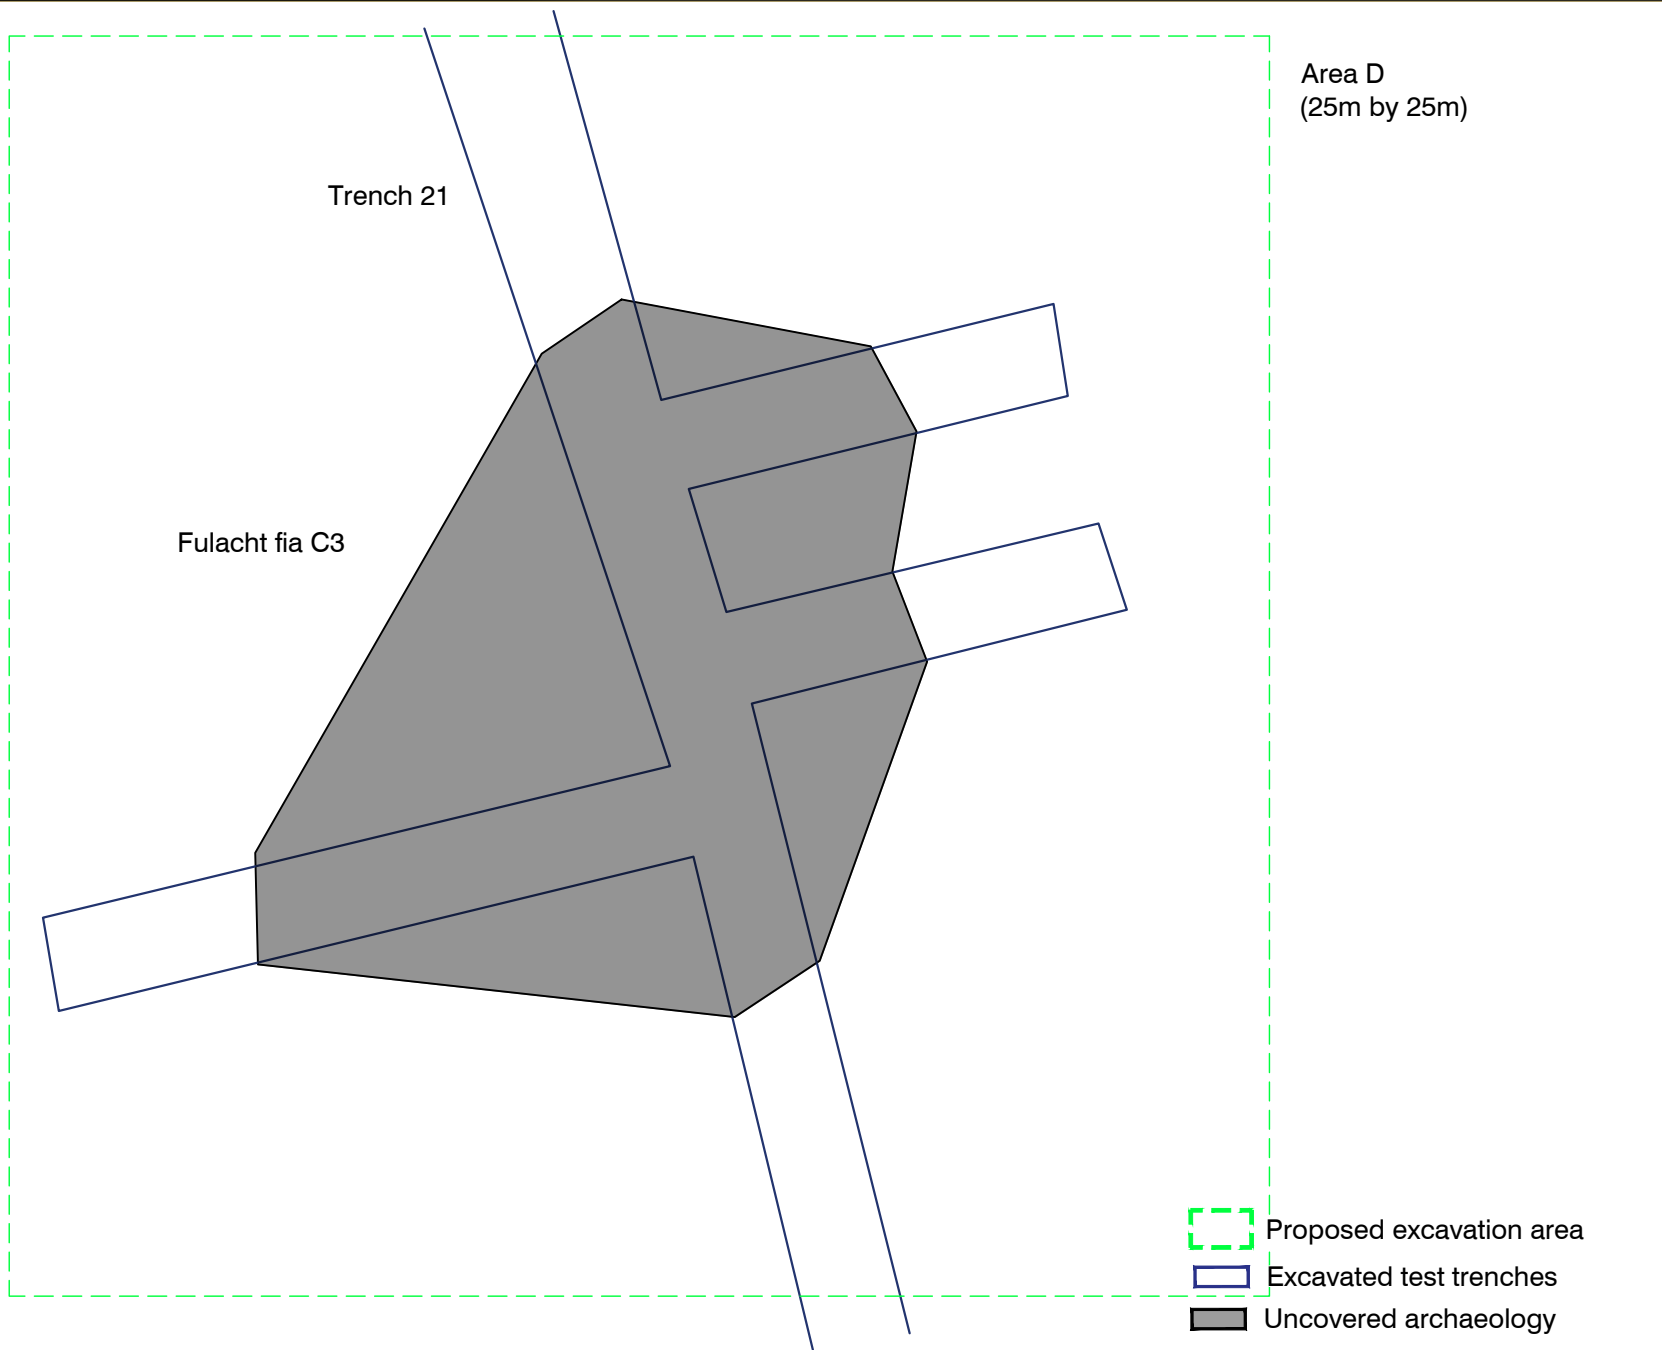 Area D
(25m by 25m)
Trench 21
Fulacht fia C3
Proposed excavation area
Excavated test trenches
Uncovered archaeology